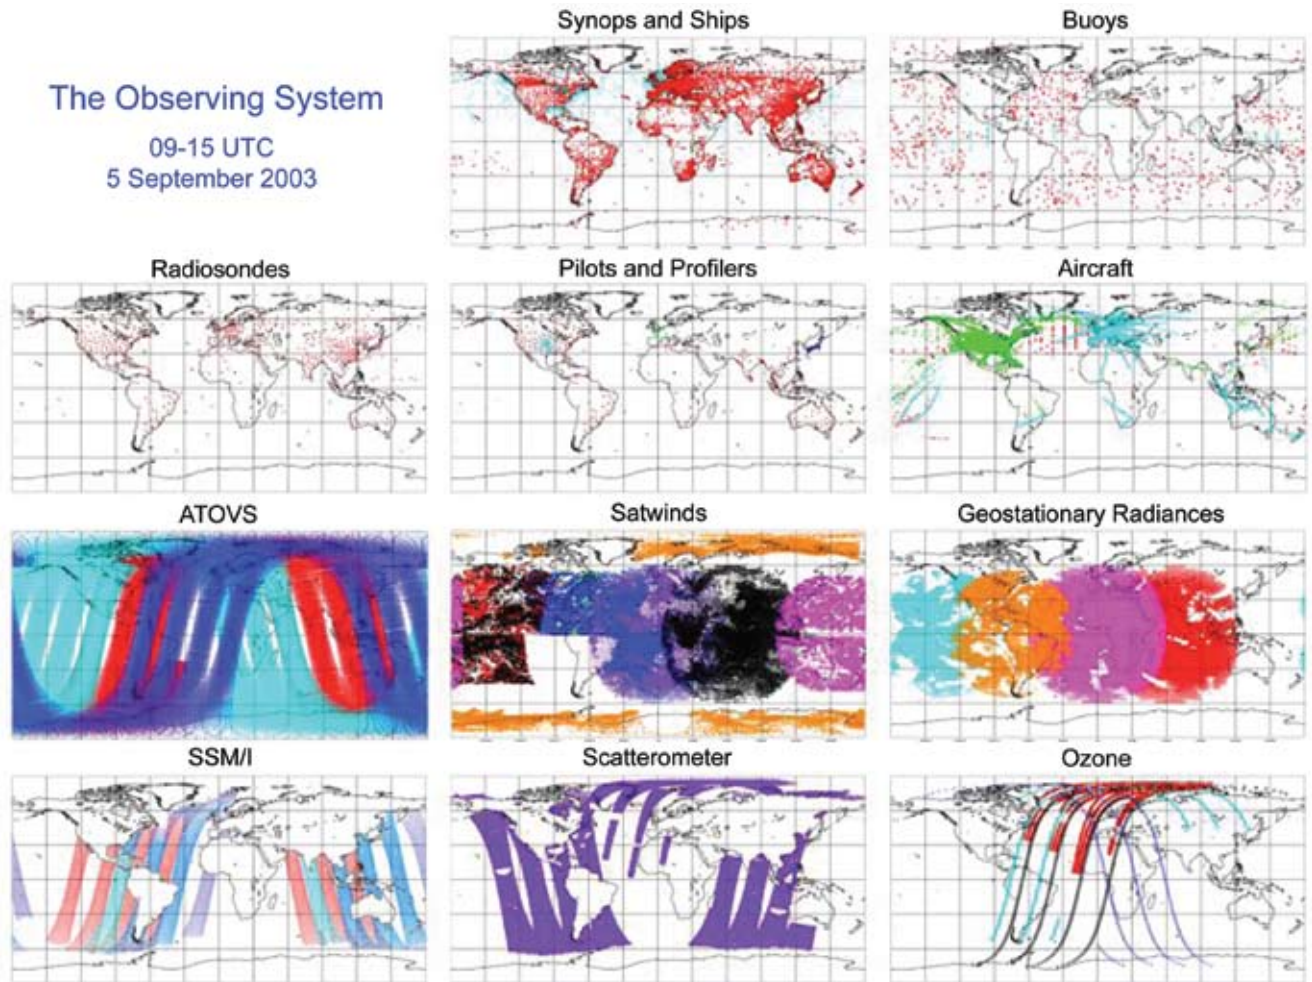 The Observing System
09-15 UTC
5 September 2003
Synops and Ships
Buoys
Radiosondes
Pilots and Profilers
Aircraft
ATOVS
Satwinds
Geostationary Radiances
SSM/I
Scatterometer
Ozone